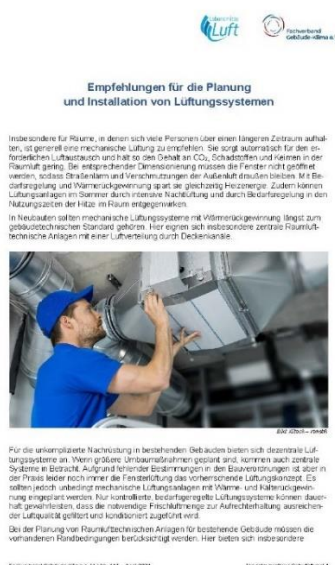 Lebensmittel
Luft
Fachverband
Gebäude-Klima e.V.
Empfehlungen für die Planung
und Installation von Lüftungssystemen
Insbesondere für Räume, in denen sich viele Personen über einen längeren Zeitraum aufhal-
ten, ist generell eine mechanische Lüftung zu empfehlen. Sie sorgt automatisch für den er-
forderlichen Luftaustausch und hält so den Gehalt an CO₂, Schadstoffen und Keimen in der
Raumluft gering. Bei entsprechender Dimensionierung müssen die Fenster nicht geöffnet
werden, sodass Straßenlärm und Verschmutzungen der Außenluft draußen bleiben. Mit Be-
darfsregelung und Wärmerückgewinnung spart sie gleichzeitig Heizenergie. Zudem können
Lüftungsanlagen im Sommer durch intensive Nachtlüftung und durch Bedarfsregelung in den
Nutzungszeiten der Hitze im Raum entgegenwirken.
In Neubauten sollten mechanische Lüftungssysteme mit Wärmerückgewinnung längst zum
gebäudetechnischen Standard gehören. Hier eignen sich insbesondere zentrale Raumluft-
technische Anlagen mit einer Luftverteilung durch Deckenkanäle.
Für die unkomplizierte Nachrüstung in bestehenden Gebäuden bieten sich dezentrale Lüf-
tungssysteme an. Wenn größere Umbaumaßnahmen geplant sind, kommen auch zentrale
Systeme in Betracht. Aufgrund fehlender Bestimmungen in den Bauverordnungen ist aber in
der Praxis leider noch immer die Fensterlüftung das vorherrschende Lüftungskonzept. Es
sollten jedoch unbedingt mechanische Lüftungsanlagen mit Wärme- und Kälterückgewin-
nung eingeplant werden. Nur kontrollierte, bedarfsgeregelte Lüftungssysteme können dauer-
haft gewährleisten, dass die notwendige Frischluftmenge zur Aufrechterhaltung ausreichen-
der Luftqualität gefiltert und konditioniert zugeführt wird.
Bei der Planung von Raumlufttechnischen Anlagen für bestehende Gebäude müssen die
vorhandenen Randbedingungen berücksichtigt werden. Hier bieten sich insbesondere